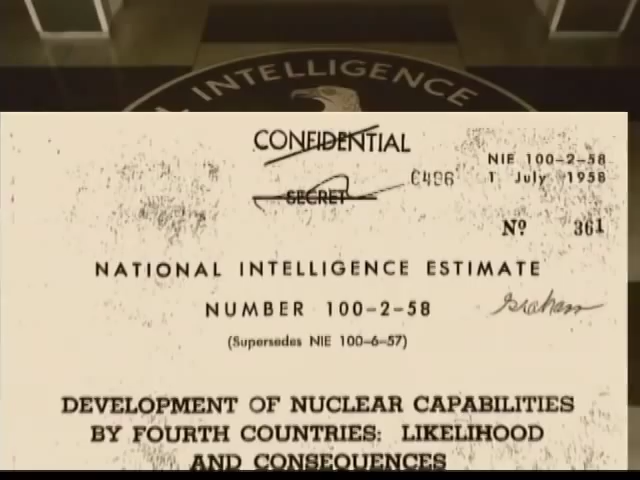 L INTELLIGENCE
CONFIDENTIAL
NIE 100-2-58
1 July 1958
SECRET
C406
Nº 361
NATIONAL INTELLIGENCE ESTIMATE
NUMBER 100-2-58
Graham
(Supersedes NIE 100-6-57)
DEVELOPMENT OF NUCLEAR CAPABILITIES
BY FOURTH COUNTRIES: LIKELIHOOD
AND CONSEQUENCES